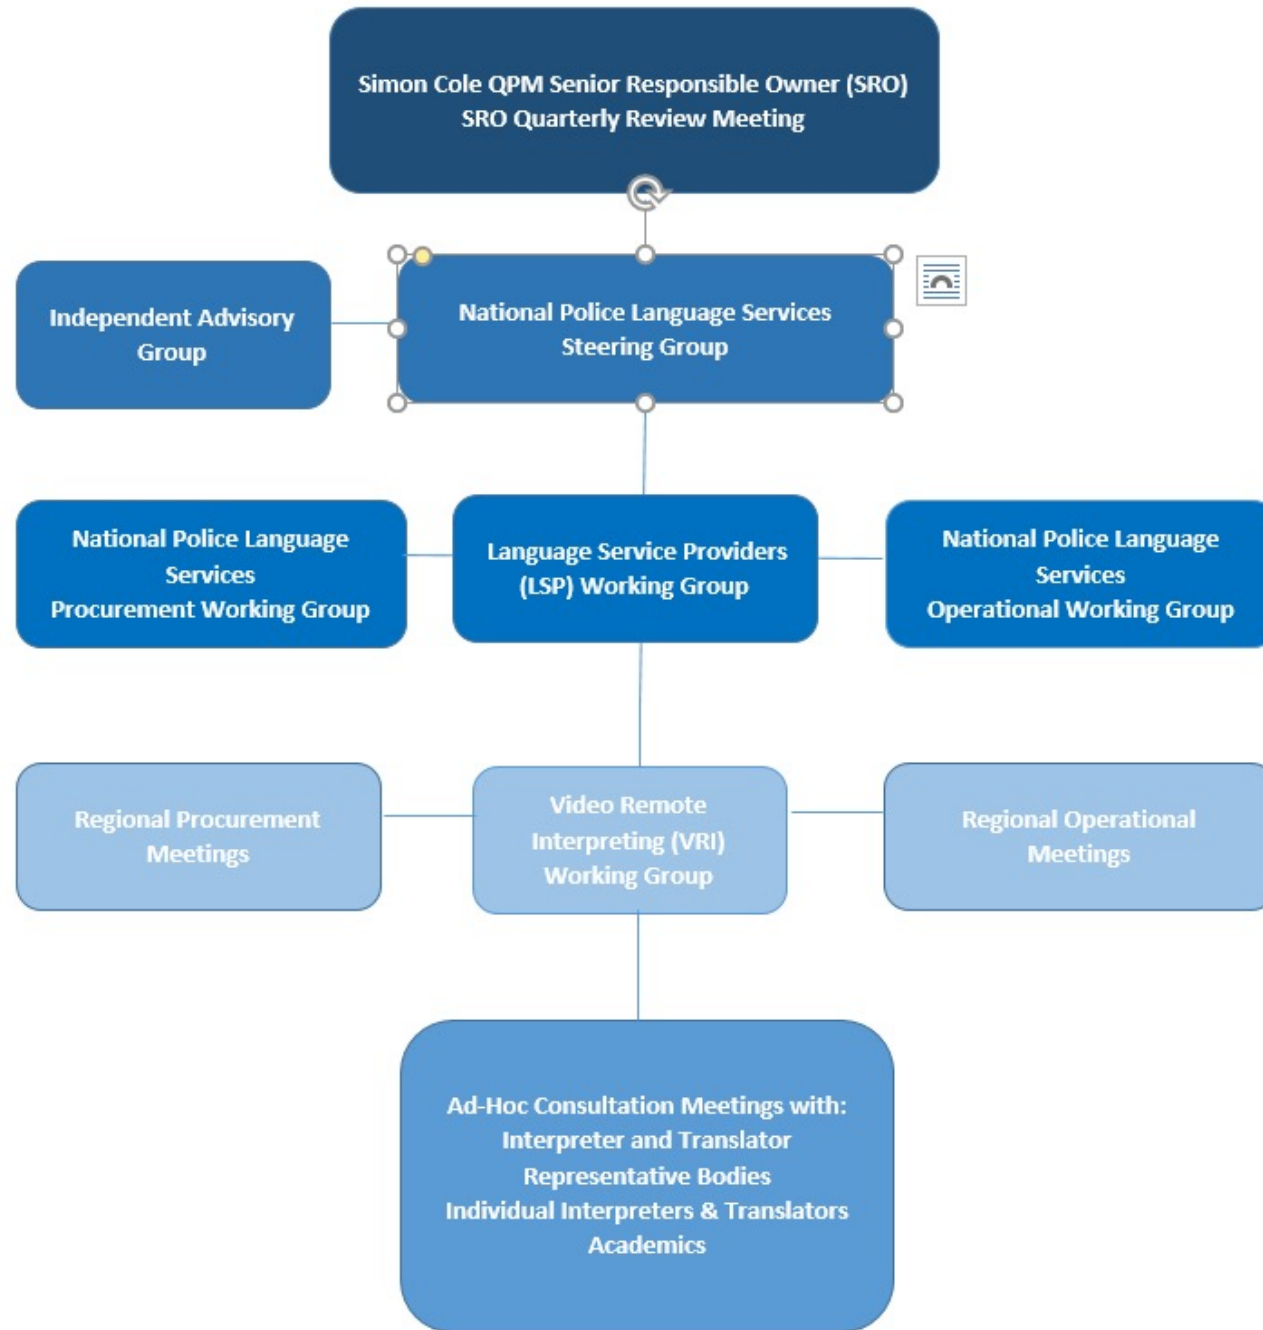 Simon Cole QPM Senior Responsible Owner (SRO)
SRO Quarterly Review Meeting
Independent Advisory
Group
National Police Language Services
Steering Group
National Police Language
Services
Procurement Working Group
Language Service Providers
(LSP) Working Group
National Police Language
Services
Operational Working Group
Regional Procurement
Meetings
Video Remote
Interpreting (VRI)
Working Group
Regional Operational
Meetings
Ad-Hoc Consultation Meetings with:
Interpreter and Translator
Representative Bodies
Individual Interpreters & Translators
Academics